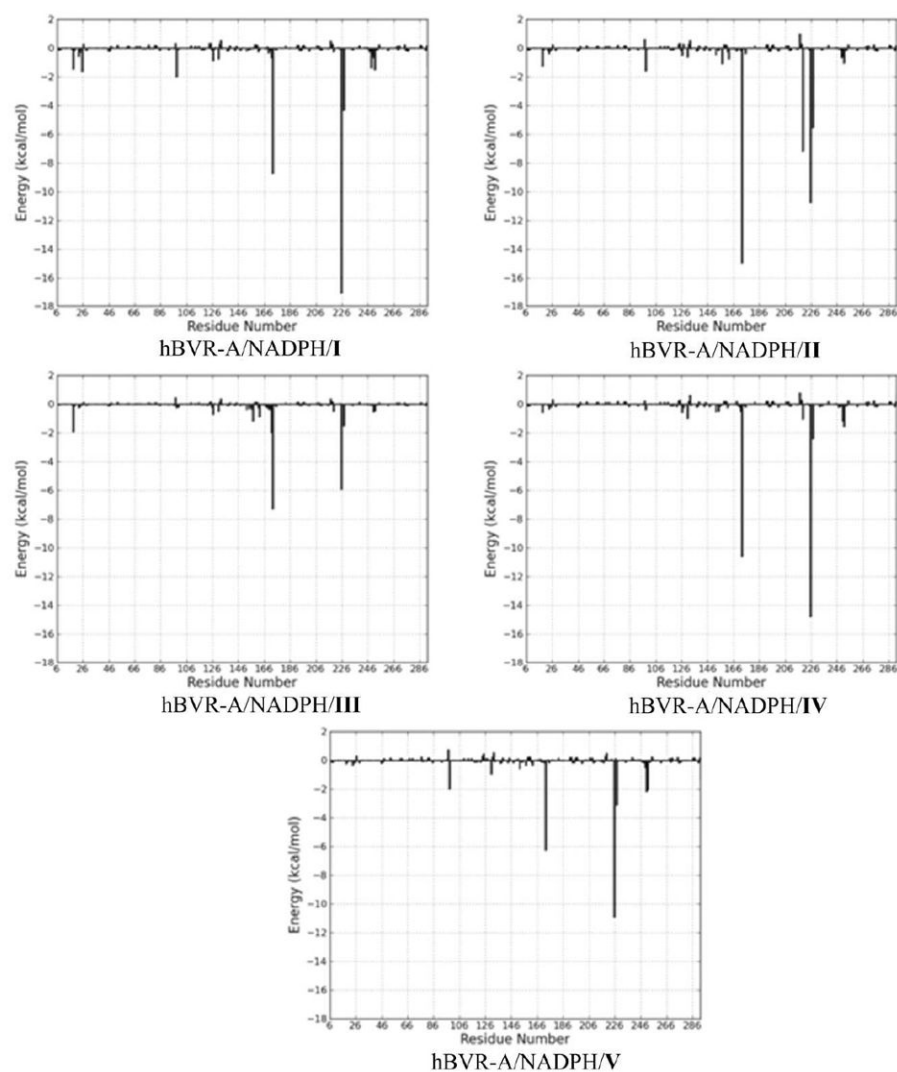 2
0
−2
−4
−6
−8
−10
−12
−14
−16
−18
Energy (kcal/mol)
6 26 46 66 86 106 126 146 166 186 206 226 246 266 286
Residue Number
hBVR-A/NADPH/I
2
0
−2
−4
−6
−8
−10
−12
−14
−16
−18
Energy (kcal/mol)
6 26 46 66 86 106 126 146 166 186 206 226 246 266 286
Residue Number
hBVR-A/NADPH/II
2
0
−2
−4
−6
−8
−10
−12
−14
−16
−18
Energy (kcal/mol)
6 26 46 66 86 106 126 146 166 186 206 226 246 266 286
Residue Number
hBVR-A/NADPH/III
2
0
−2
−4
−6
−8
−10
−12
−14
−16
−18
Energy (kcal/mol)
6 26 46 66 86 106 126 146 166 186 206 226 246 266 286
Residue Number
hBVR-A/NADPH/IV
2
0
−2
−4
−6
−8
−10
−12
−14
−16
−18
Energy (kcal/mol)
6 26 46 66 86 106 126 146 166 186 206 226 246 266 286
Residue Number
hBVR-A/NADPH/V